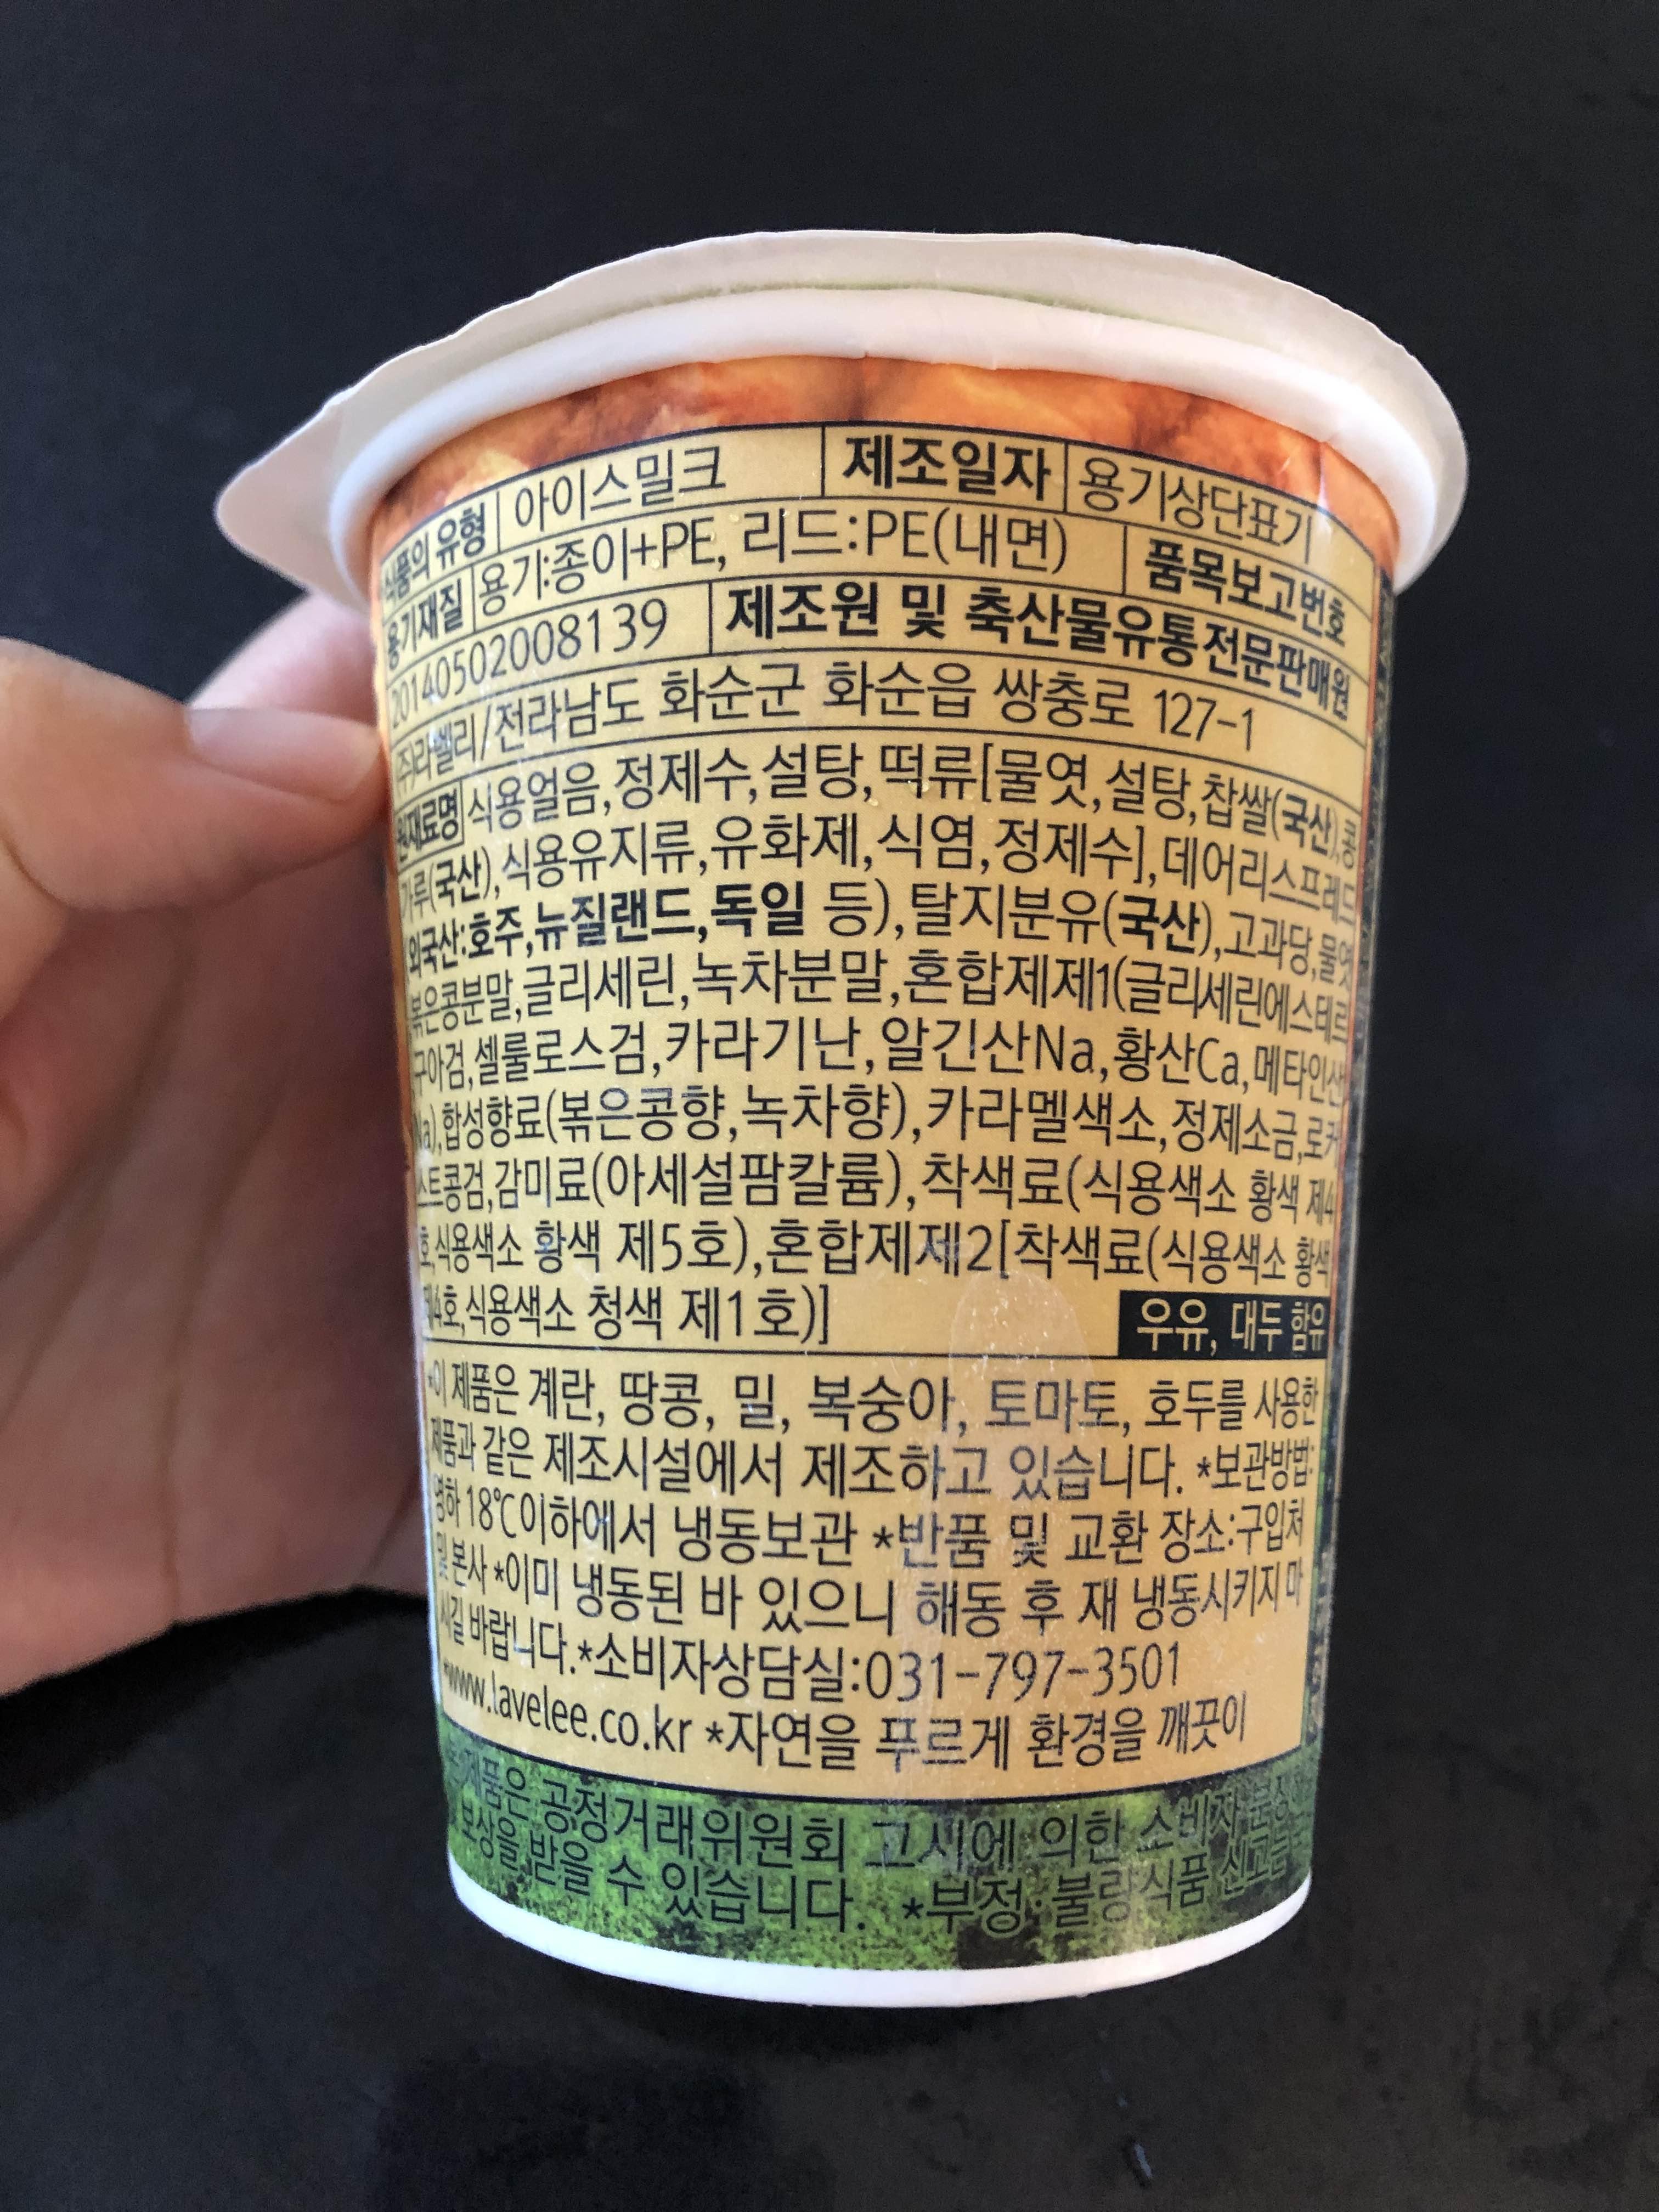 식품의 유형 아이스밀크 제조일자 용기상단표기
용기재질 용기:종이+PE, 리드:PE(내면) 품목보고번호
20140502008139 제조원 및 축산물유통전문판매원
(주)라벨리/전라남도 화순군 화순읍 쌍충로 127-1
원재료명 식용얼음,정제수,설탕,떡류[물엿,설탕,찹쌀(국산),콩
가루(국산),식용유지류,유화제,식염,정제수],데어리스프레드
외국산:호주,뉴질랜드,독일 등),탈지분유(국산),고과당,물엿
볶은콩분말,글리세린,녹차분말,혼합제제1(글리세린에스테르
구아검,셀룰로스검,카라기난,알긴산Na,황산Ca,메타인산
Na),합성향료(볶은콩향,녹차향),카라멜색소,정제소금,로커
스트콩검,감미료(아세설팜칼륨),착색료(식용색소 황색 제4
호,식용색소 황색 제5호),혼합제제2[착색료(식용색소 황색
제4호,식용색소 청색 제1호)] 우유, 대두 함유
*이 제품은 계란, 땅콩, 밀, 복숭아, 토마토, 호두를 사용한
제품과 같은 제조시설에서 제조하고 있습니다. *보관방법:
영하 18℃이하에서 냉동보관 *반품 및 교환 장소:구입처
및 본사 *이미 냉동된 바 있으니 해동 후 재 냉동시키지 마
시길 바랍니다.*소비자상담실:031-797-3501
*www.lavelee.co.kr *자연을 푸르게 환경을 깨끗이
제품은 공정거래위원회 고시에 의한 소비자
보상을 받을 수 있습니다. *부정·불량식품 신고는